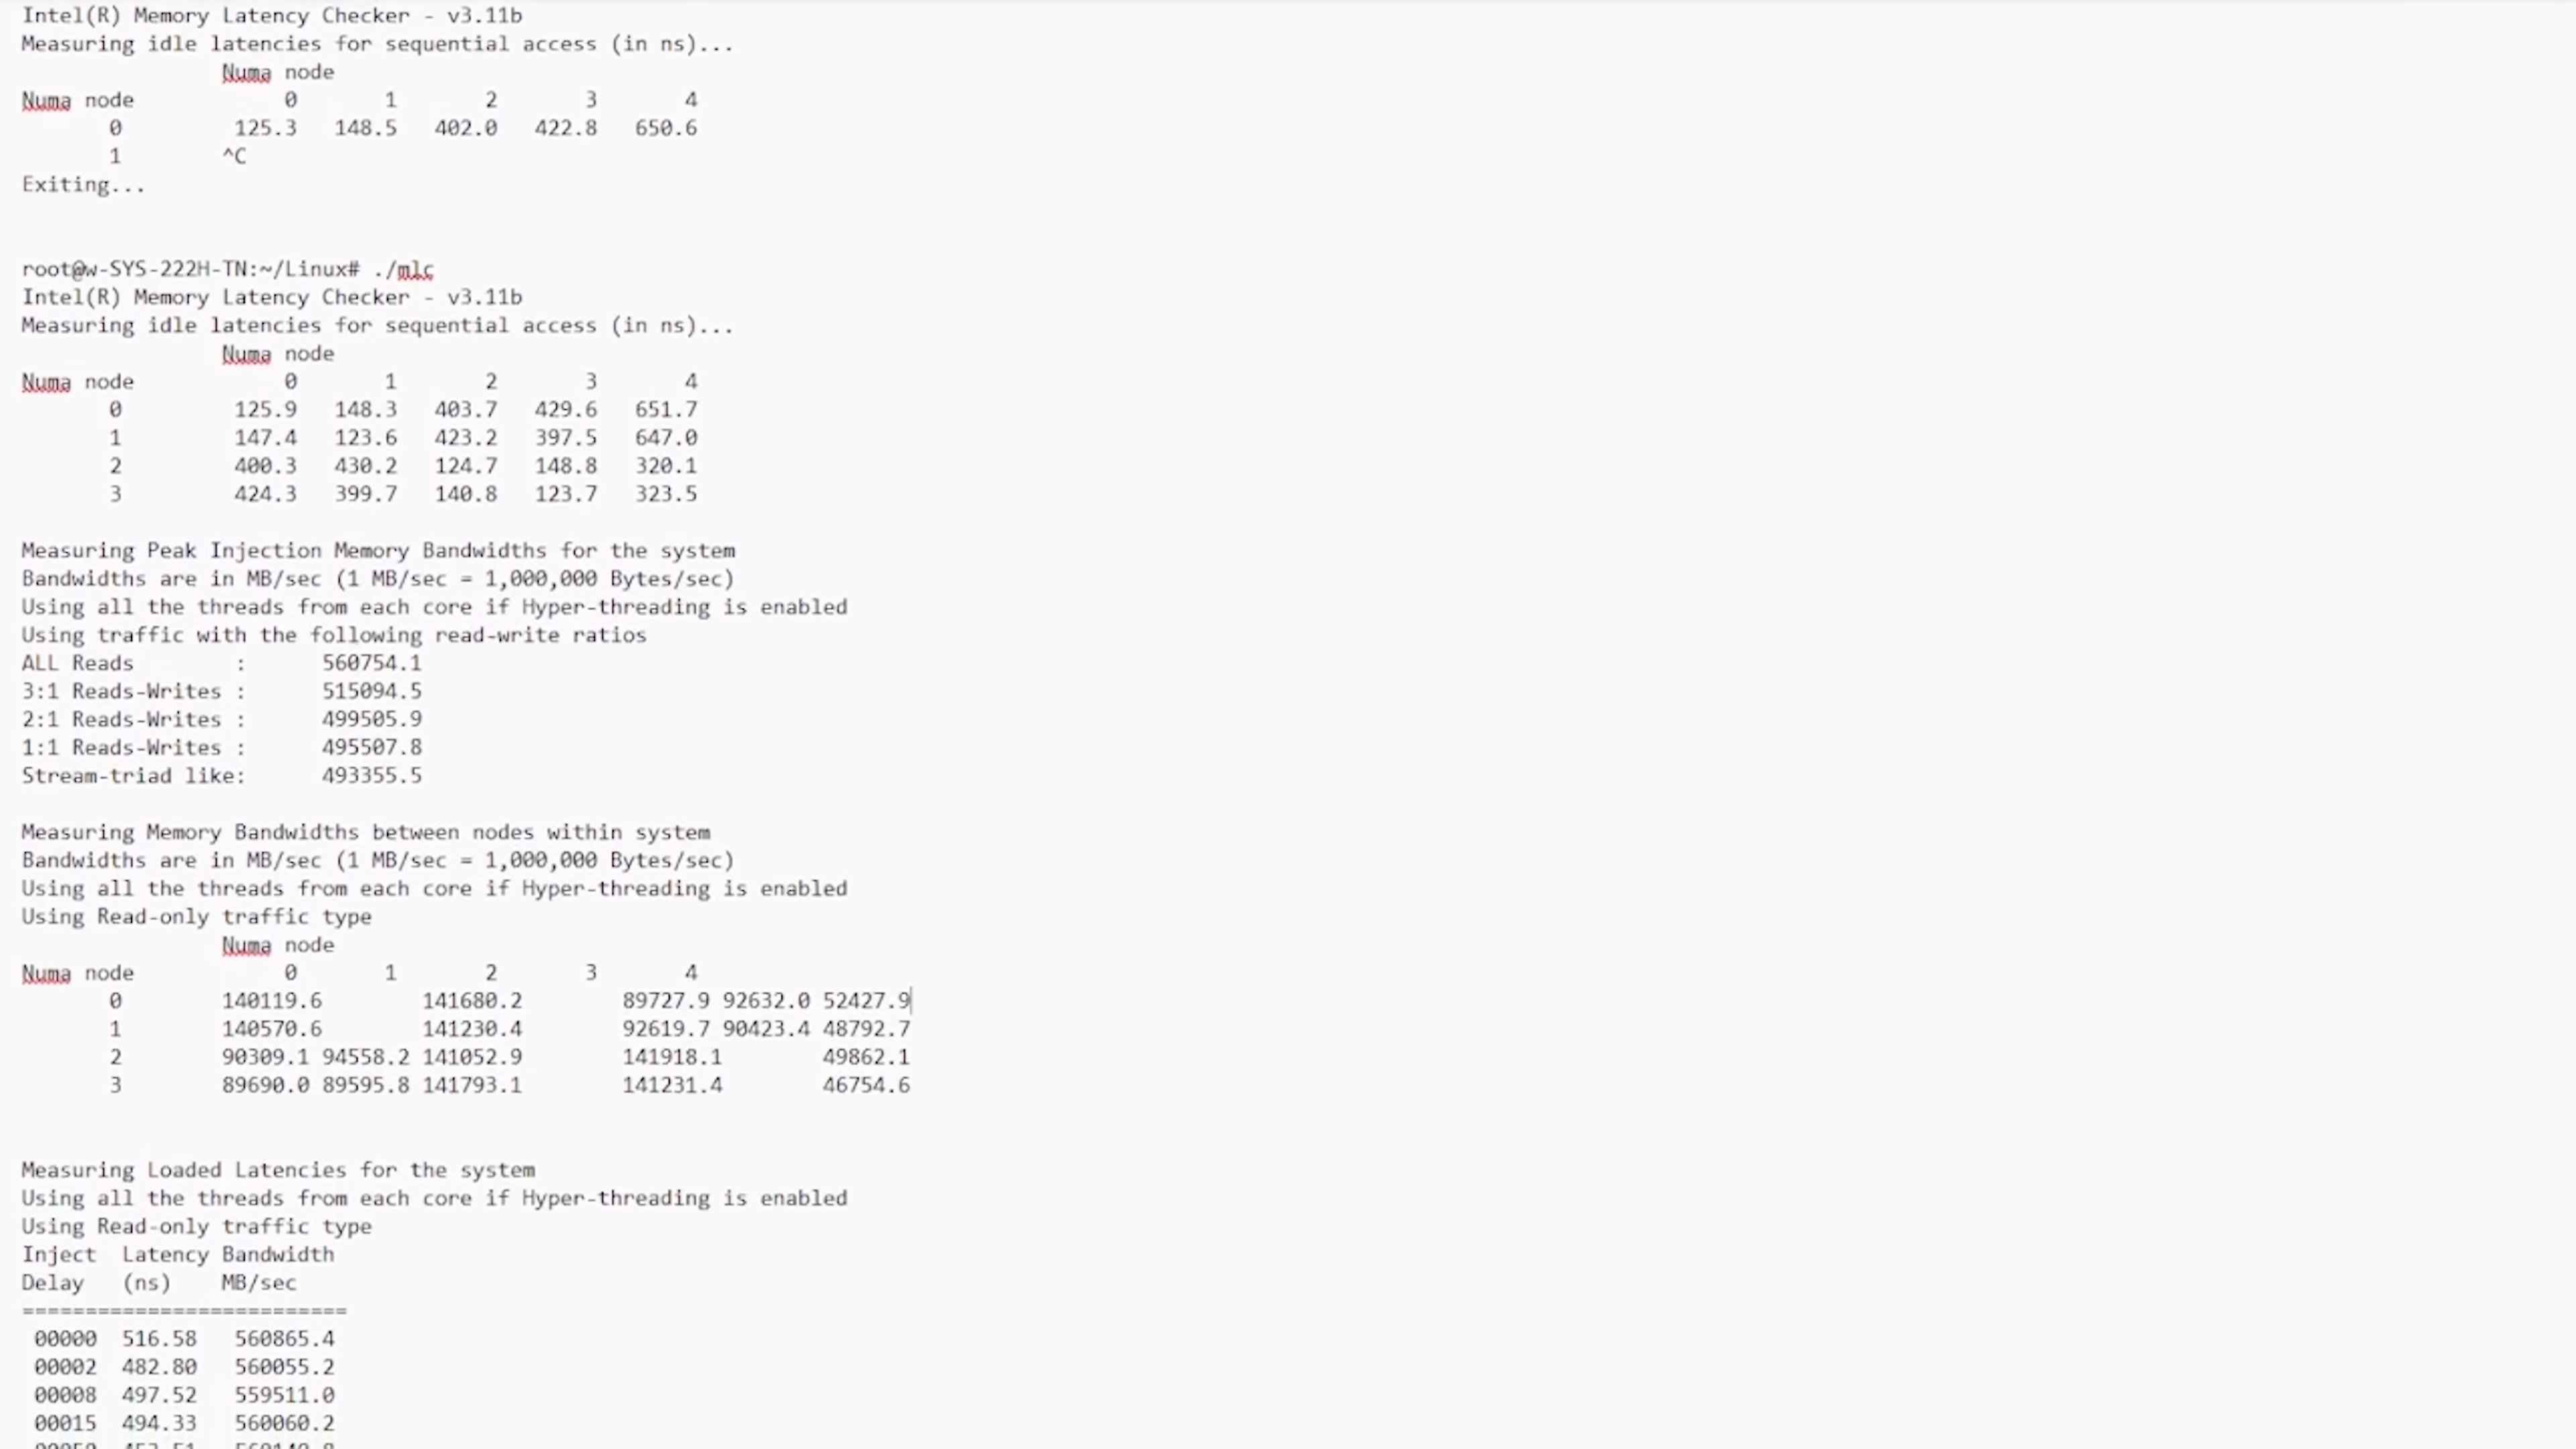 Intel(R) Memory Latency Checker - v3.11b
Measuring idle latencies for sequential access (in ns)...
Numa node
Numa node 0 1 2 3 4
0 125.3 148.5 402.0 422.8 650.6
1 ^C
Exiting...
root@w-SYS-222H-TN:~/Linux# ./mlc
Intel(R) Memory Latency Checker - v3.11b
Measuring idle latencies for sequential access (in ns)...
Numa node
Numa node 0 1 2 3 4
0 125.9 148.3 403.7 429.6 651.7
1 147.4 123.6 423.2 397.5 647.0
2 400.3 430.2 124.7 148.8 320.1
3 424.3 399.7 140.8 123.7 323.5
Measuring Peak Injection Memory Bandwidths for the system
Bandwidths are in MB/sec (1 MB/sec = 1,000,000 Bytes/sec)
Using all the threads from each core if Hyper-threading is enabled
Using traffic with the following read-write ratios
ALL Reads : 560754.1
3:1 Reads-Writes : 515094.5
2:1 Reads-Writes : 499505.9
1:1 Reads-Writes : 495507.8
Stream-triad like: 493355.5
Measuring Memory Bandwidths between nodes within system
Bandwidths are in MB/sec (1 MB/sec = 1,000,000 Bytes/sec)
Using all the threads from each core if Hyper-threading is enabled
Using Read-only traffic type
Numa node
Numa node 0 1 2 3 4
0 140119.6 141680.2 89727.9 92632.0 52427.9
1 140570.6 141230.4 92619.7 90423.4 48792.7
2 90309.1 94558.2 141052.9 141918.1 49862.1
3 89690.0 89595.8 141793.1 141231.4 46754.6
Measuring Loaded Latencies for the system
Using all the threads from each core if Hyper-threading is enabled
Using Read-only traffic type
Inject Latency Bandwidth
Delay (ns) MB/sec
==========================
00000 516.58 560865.4
00002 482.80 560055.2
00008 497.52 559511.0
00015 494.33 560060.2